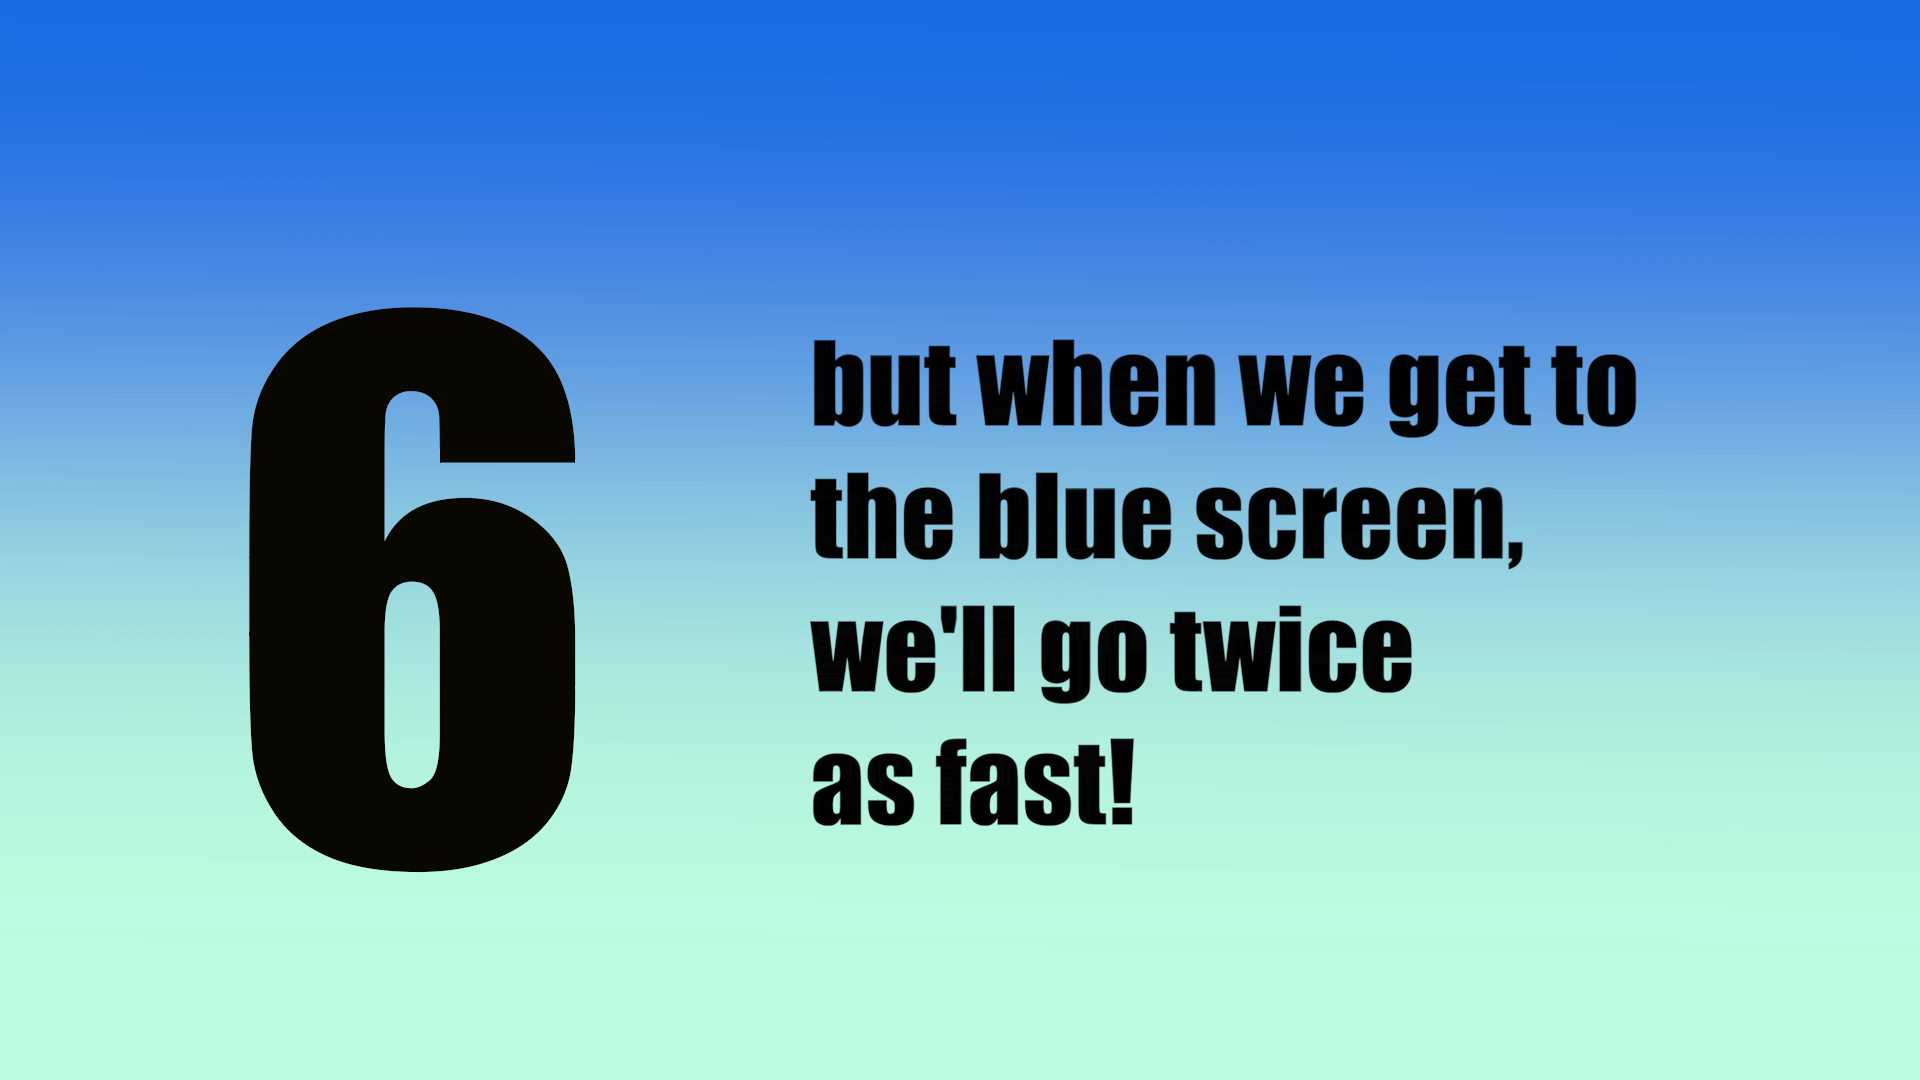 6
but when we get to
the blue screen,
we'll go twice
as fast!